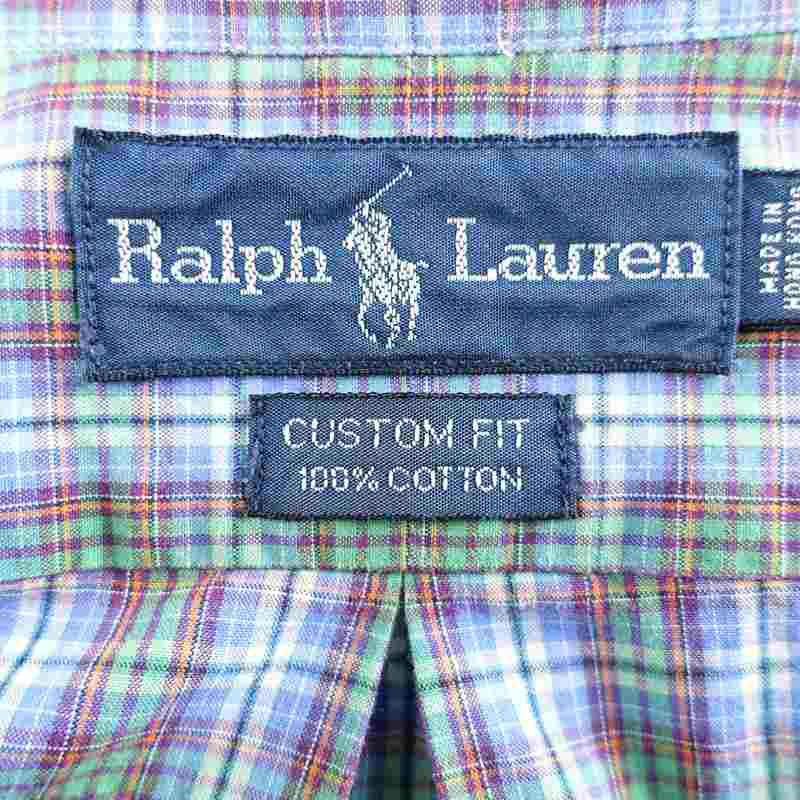 Ralph Lauren
MADE IN
HONG KONG
CUSTOM FIT
100% COTTON